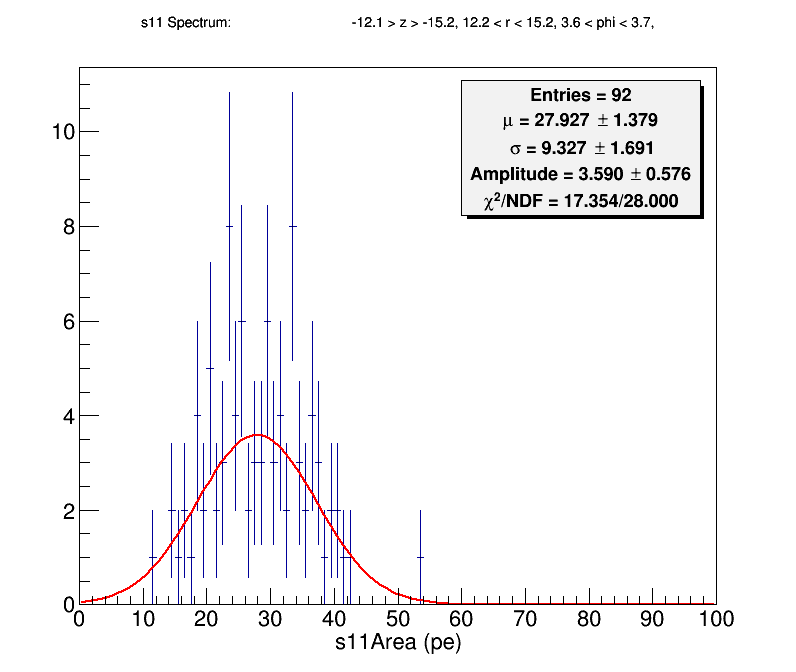 s11 Spectrum: -12.1 > z > -15.2, 12.2 < r < 15.2, 3.6 < phi < 3.7,
Entries = 92
μ = 27.927 ± 1.379
σ = 9.327 ± 1.691
Amplitude = 3.590 ± 0.576
χ²/NDF = 17.354/28.000
10
8
6
4
2
0
0 10 20 30 40 50 60 70 80 90 100
s11Area (pe)